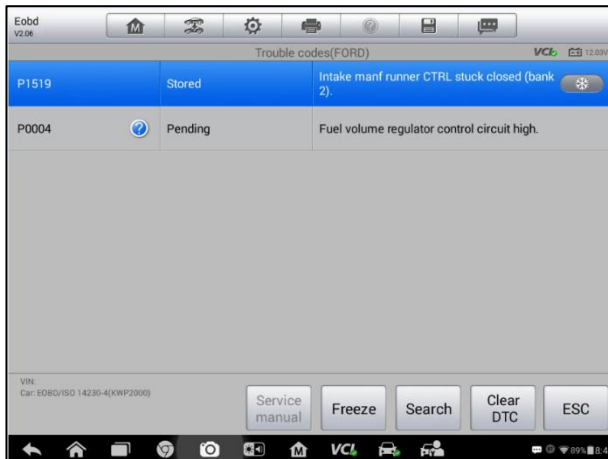 Eobd
V2.06
Trouble codes(FORD)
VCI 12.03V
P1519 Stored Intake manf runner CTRL stuck closed (bank
2).
P0004 Pending Fuel volume regulator control circuit high.
VIN:
Car: EOBD/ISO 14230-4(KWP2000)
Service
manual
Freeze
Search
Clear
DTC
ESC
VCI
89% 8:4